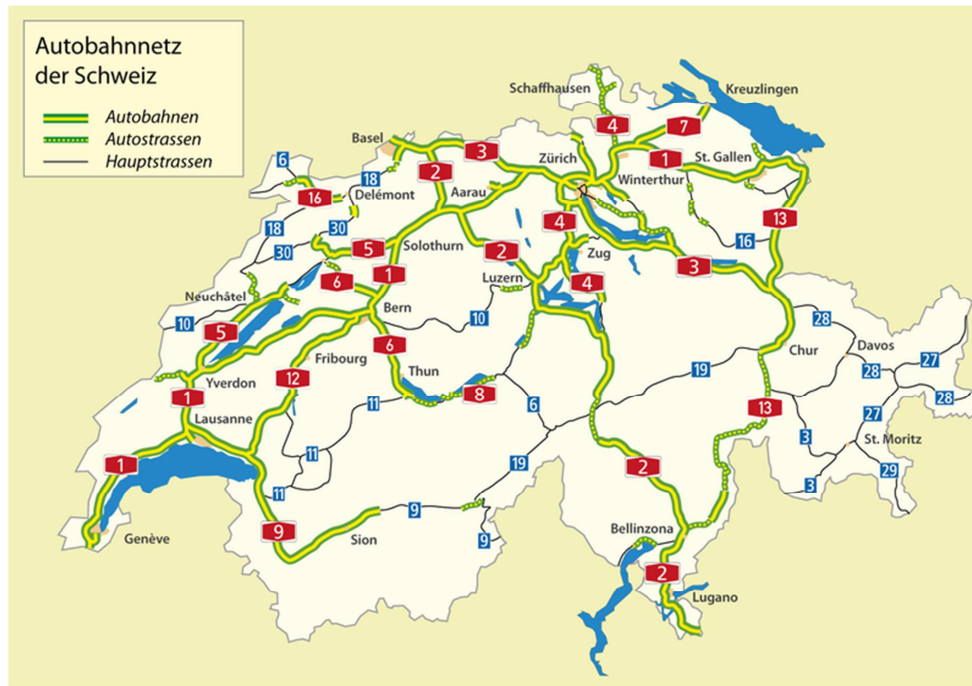 Autobahnnetz
der Schweiz
Autobahnen
Autostrassen
Hauptstrassen
Schaffhausen
Kreuzlingen
4
7
Basel
3
Zürich
1
St. Gallen
6
2
18
Aarau
Winterthur
16
Delémont
13
18
30
4
30
5
Solothurn
2
Zug
16
3
6
1
Luzern
4
Neuchâtel
10
5
Bern
10
28
6
Fribourg
Chur
Davos
27
Thun
28
12
19
Yverdon
8
28
1
11
6
13
27
Lausanne
3
St. Moritz
11
1
19
2
29
11
3
9
9
Bellinzona
Genève
Sion
9
2
Lugano